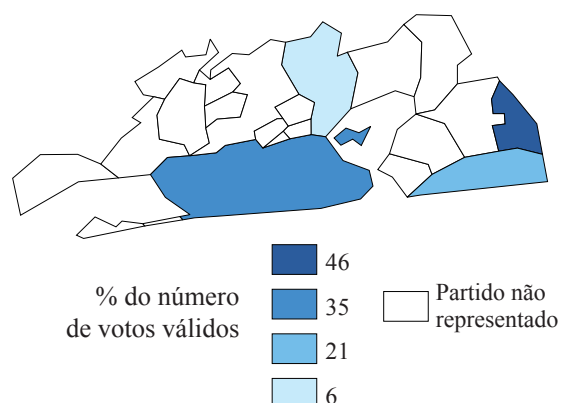 % do número
de votos válidos
46
35
21
6
Partido não
representado